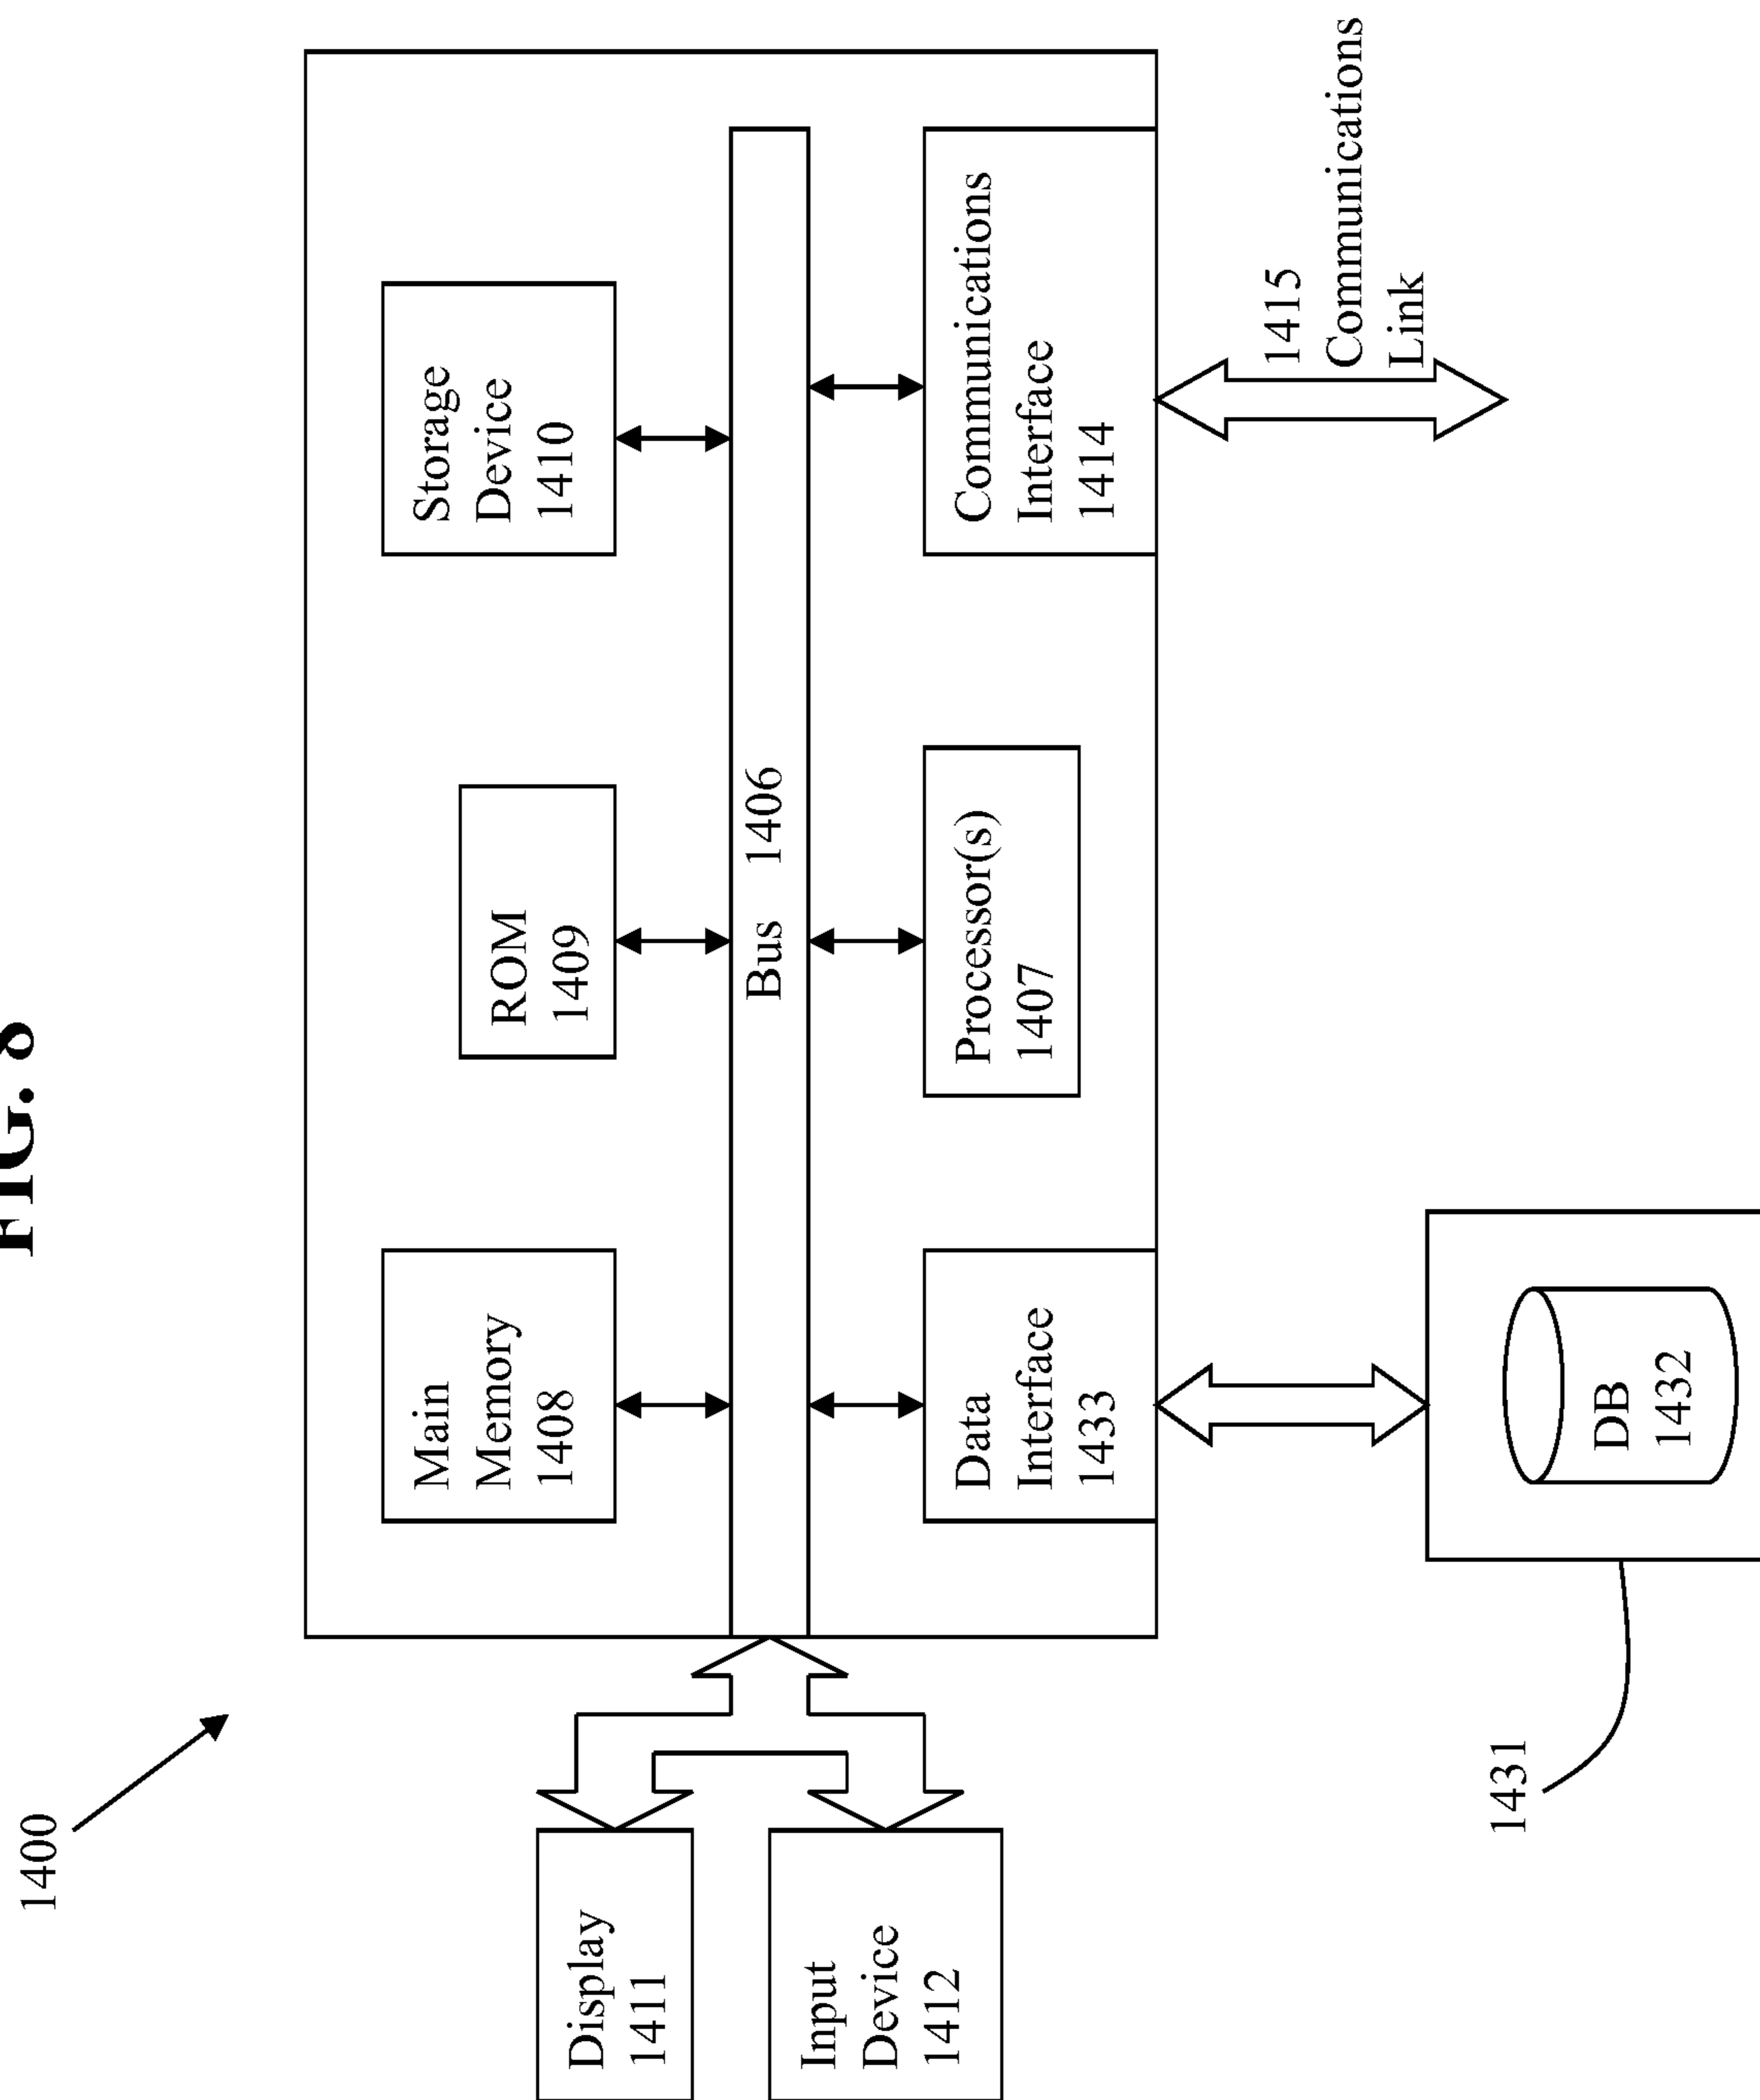 FIG. 8
1400
Main
Memory
1408
ROM
1409
Storage
Device
1410
Display
1411
Bus 1406
Input
Device
1412
Data
Interface
1433
Processor(s)
1407
Communications
Interface
1414
1415
Communications
Link
1431
DB
1432